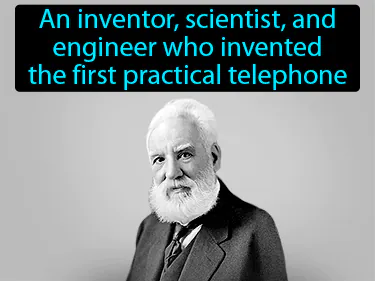 An inventor, scientist, and
engineer who invented
the first practical telephone